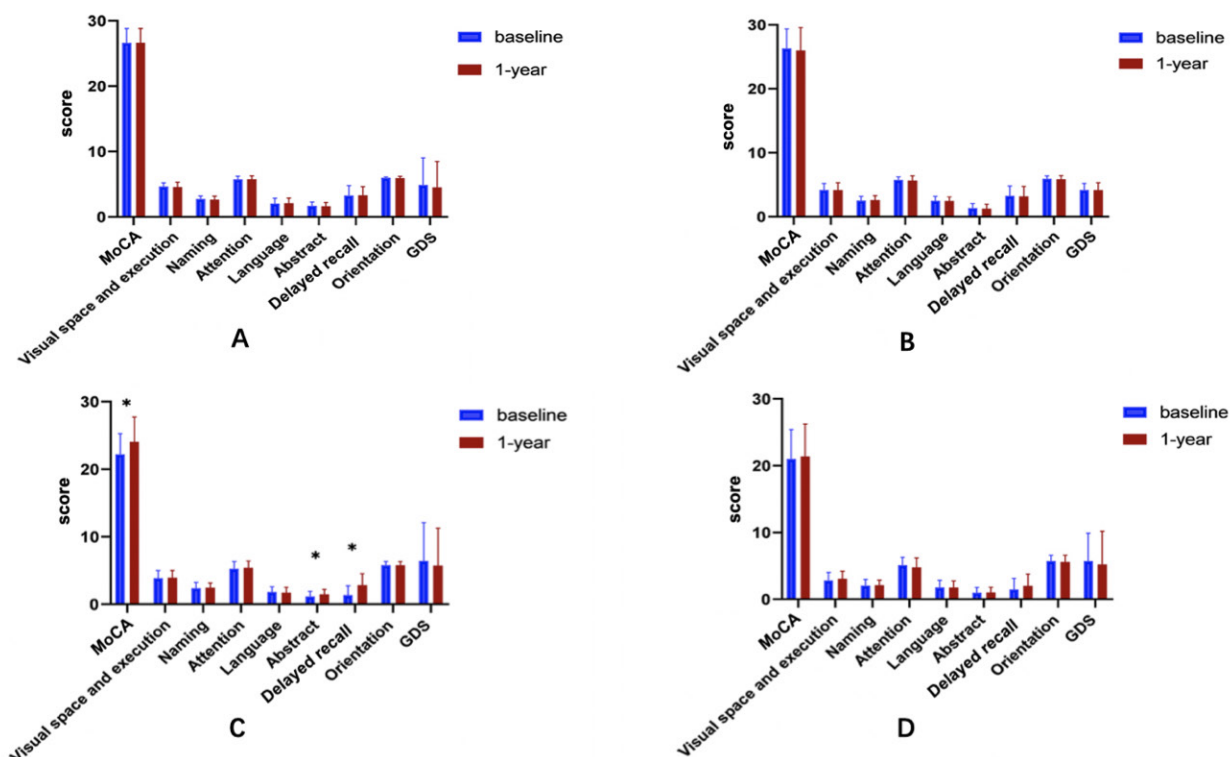 30
20
10
0
score
baseline
1-year
MoCA
Visual space and execution
Naming
Attention
Language
Abstract
Delayed recall
Orientation
GDS
A
30
20
10
0
score
baseline
1-year
MoCA
Visual space and execution
Naming
Attention
Language
Abstract
Delayed recall
Orientation
GDS
B
30
20
10
0
score
*
*
*
baseline
1-year
MoCA
Visual space and execution
Naming
Attention
Language
Abstract
Delayed recall
Orientation
GDS
C
30
20
10
0
score
baseline
1-year
MoCA
Visual space and execution
Naming
Attention
Language
Abstract
Delayed recall
Orientation
GDS
D